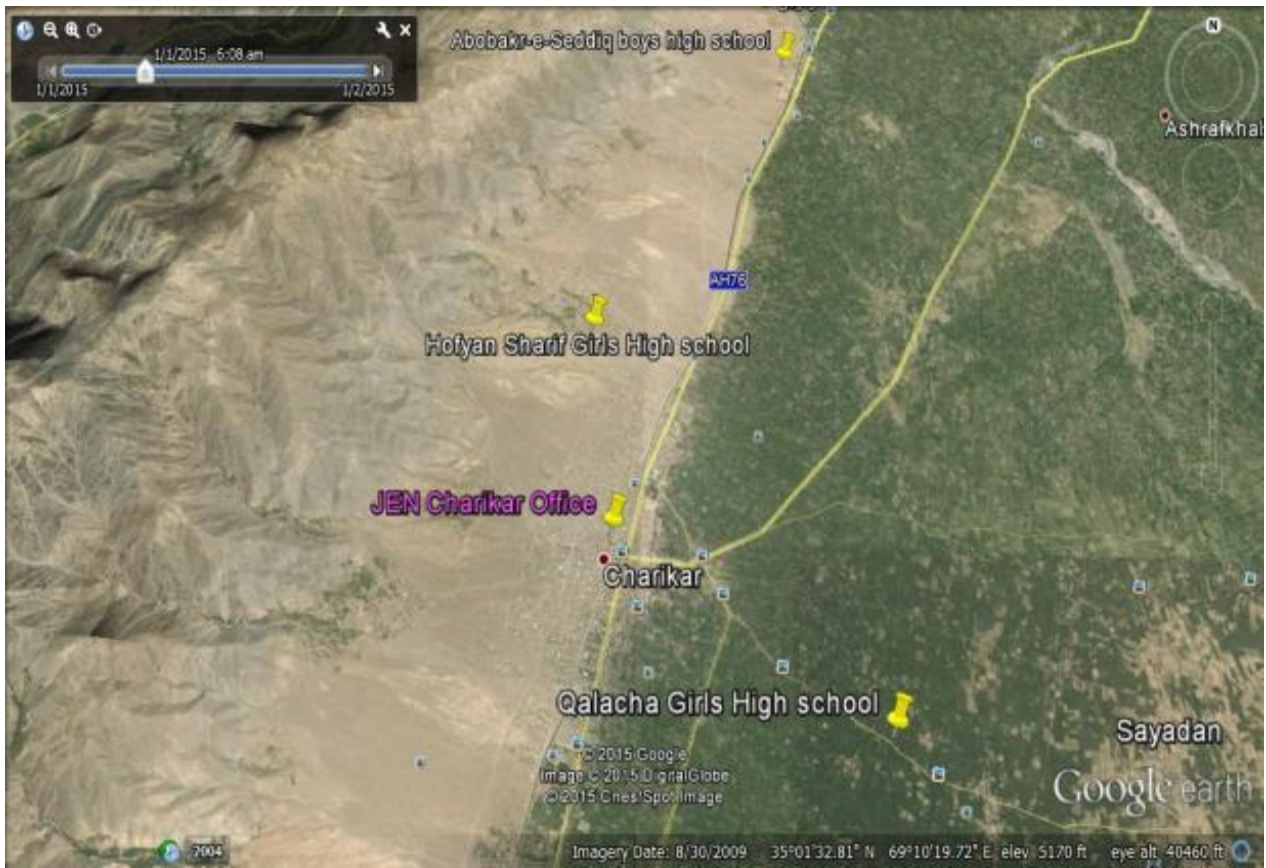 1/1/2015 6:08 am
1/1/2015
1/2/2015
N
Abobakr-e-Seddiq boys high school
Ashrafkhal
AH76
Hofyan Sharif Girls High school
JEN Charikar Office
Charikar
Qalacha Girls High school
Sayadan
© 2015 Google
Image © 2015 DigitalGlobe
© 2015 Cnes/Spot Image
Google earth
2004
Imagery Date: 8/30/2009 35°01'32.81" N 69°10'19.72" E elev 5170 ft eye alt 40460 ft